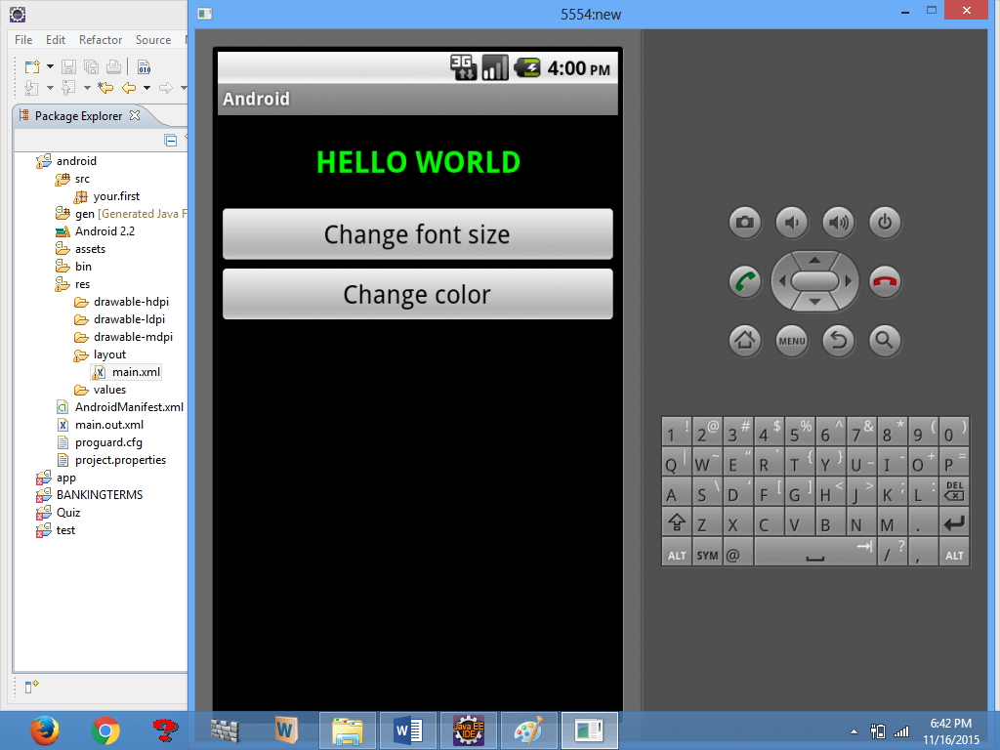 5554:new
File Edit Refactor Source
Package Explorer
android
src
your.first
gen [Generated Java F
Android 2.2
assets
bin
res
drawable-hdpi
drawable-ldpi
drawable-mdpi
layout
main.xml
values
AndroidManifest.xml
main.out.xml
proguard.cfg
project.properties
app
BANKINGTERMS
Quiz
test
3G 4:00 PM
Android
HELLO WORLD
Change font size
Change color
MENU
1 ! 2 @ 3 # 4 $ 5 % 6 ^ 7 & 8 * 9 ( 0 )
Q | W ~ E " R ` T { Y } U _ I - O + P =
A S \ D ' F [ G ] H < J > K ; L : DEL
Z X C V B N M .
ALT SYM @ / ? , ALT
Java EE
IDE
6:42 PM
11/16/2015